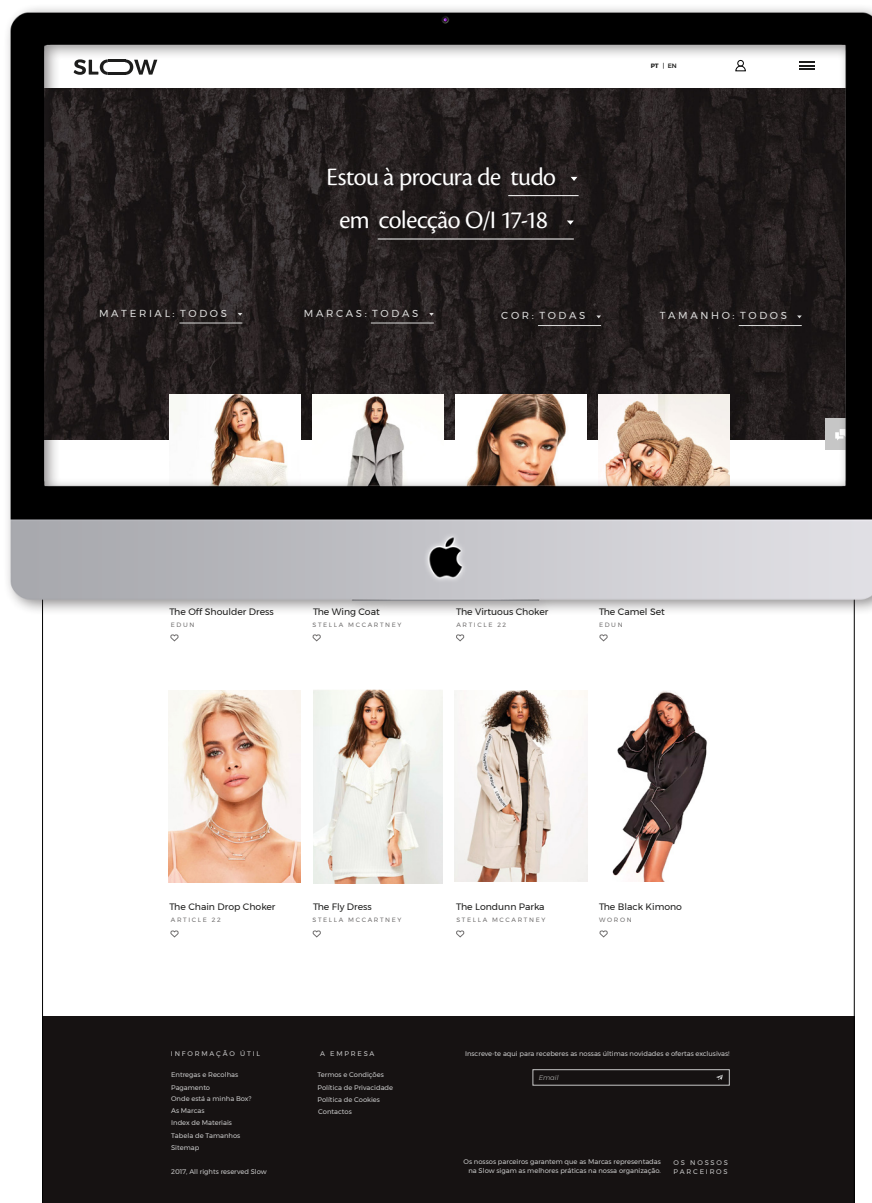 SLOW
PT | EN
Estou à procura de tudo
em colecção O/I 17-18
MATERIAL: TODOS
MARCAS: TODAS
COR: TODAS
TAMANHO: TODOS
The Off Shoulder Dress
EDUN
The Wing Coat
STELLA MCCARTNEY
The Virtuous Choker
ARTICLE 22
The Camel Set
EDUN
The Chain Drop Choker
ARTICLE 22
The Fly Dress
STELLA MCCARTNEY
The Londunn Parka
STELLA MCCARTNEY
The Black Kimono
WORON
INFORMAÇÃO ÚTIL
Entregas e Recolhas
Pagamento
Onde está a minha Box?
As Marcas
Index de Materiais
Tabela de Tamanhos
Sitemap
2017, All rights reserved Slow
A EMPRESA
Termos e Condições
Política de Privacidade
Política de Cookies
Contactos
Inscreve-te aqui para receberes as nossas últimas novidades e ofertas exclusivas!
Email
Os nossos parceiros garantem que as Marcas representadas
na Slow sigam as melhores práticas na nossa organização.
OS NOSSOS
PARCEIROS